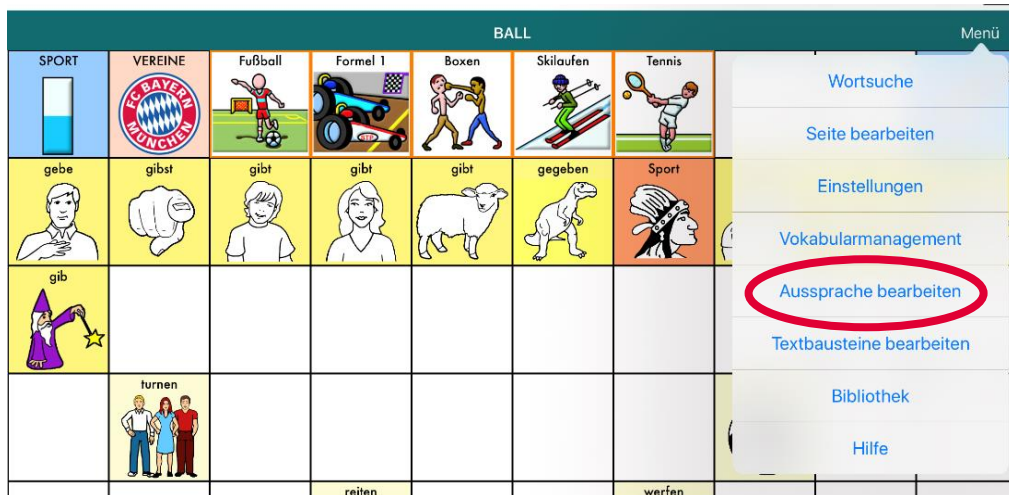 BALL
Menü
SPORT
VEREINE
Fußball
Formel 1
Boxen
Skilaufen
Tennis
FC BAYERN
MÜNCHEN
gebe
gibst
gibt
gibt
gibt
gegeben
Sport
gib
turnen
reiten
werfen
Wortsuche
Seite bearbeiten
Einstellungen
Vokabularmanagement
Aussprache bearbeiten
Textbausteine bearbeiten
Bibliothek
Hilfe